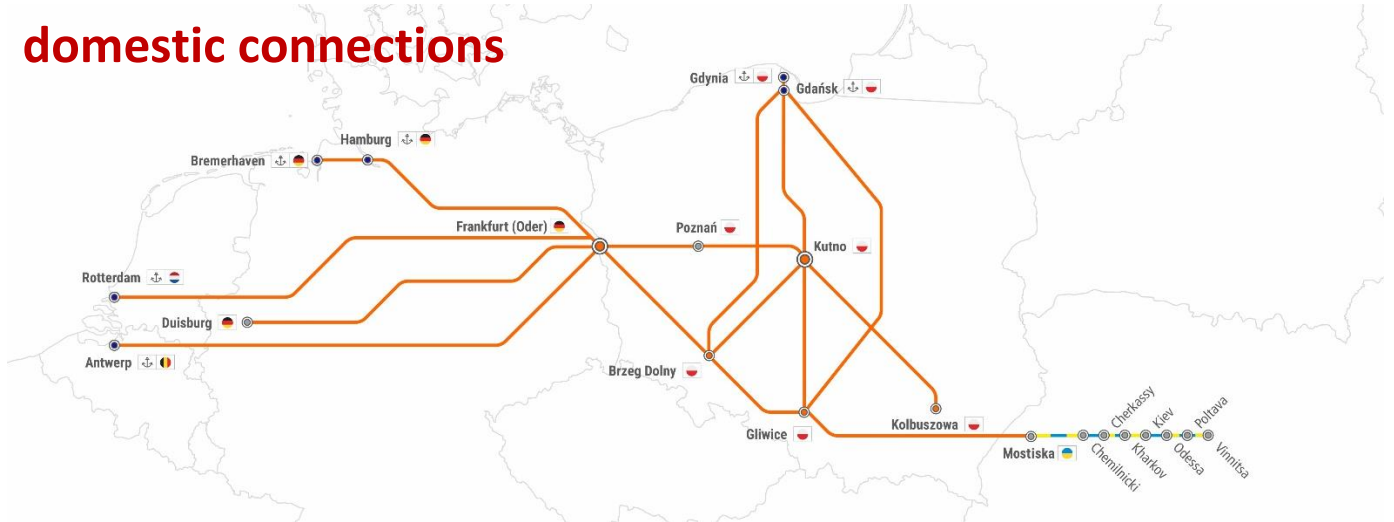 domestic connections
Gdynia
Gdańsk
Hamburg
Bremerhaven
Frankfurt (Oder)
Poznań
Kutno
Rotterdam
Duisburg
Antwerp
Brzeg Dolny
Gliwice
Kolbuszowa
Mostiska
Chemilnicki
Cherkassy
Kharkov
Kiev
Odessa
Poltava
Vinnitsa